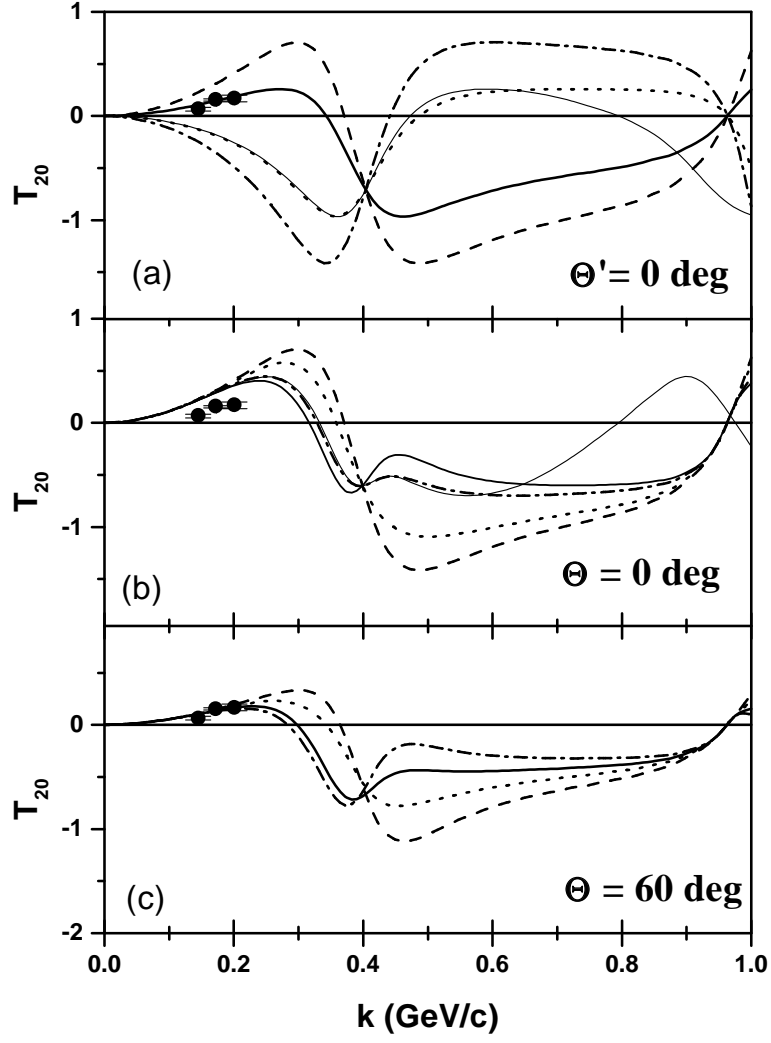 1
0
-1
T20
(a)
Θ'= 0 deg
1
0
-1
T20
(b)
Θ = 0 deg
0
-1
-2
T20
(c)
Θ = 60 deg
0.0 0.2 0.4 0.6 0.8 1.0
k (GeV/c)